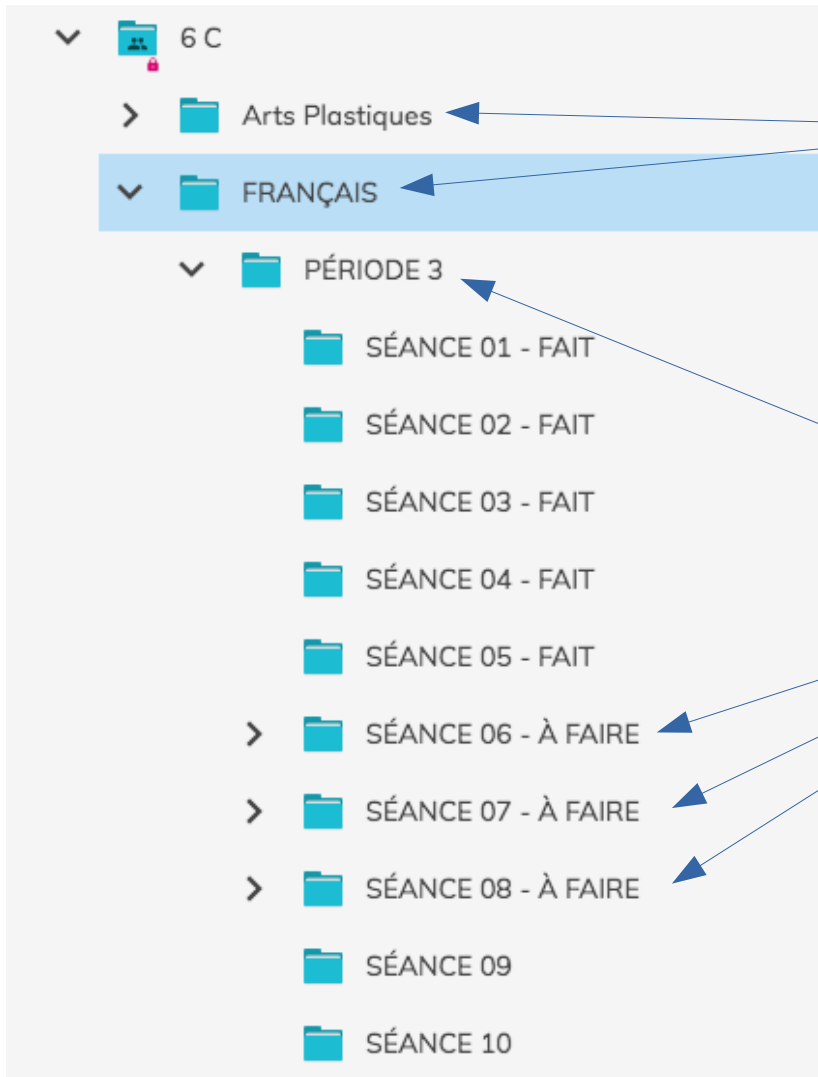 6 C
Arts Plastiques
FRANÇAIS
PÉRIODE 3
SÉANCE 01 - FAIT
SÉANCE 02 - FAIT
SÉANCE 03 - FAIT
SÉANCE 04 - FAIT
SÉANCE 05 - FAIT
SÉANCE 06 - À FAIRE
SÉANCE 07 - À FAIRE
SÉANCE 08 - À FAIRE
SÉANCE 09
SÉANCE 10